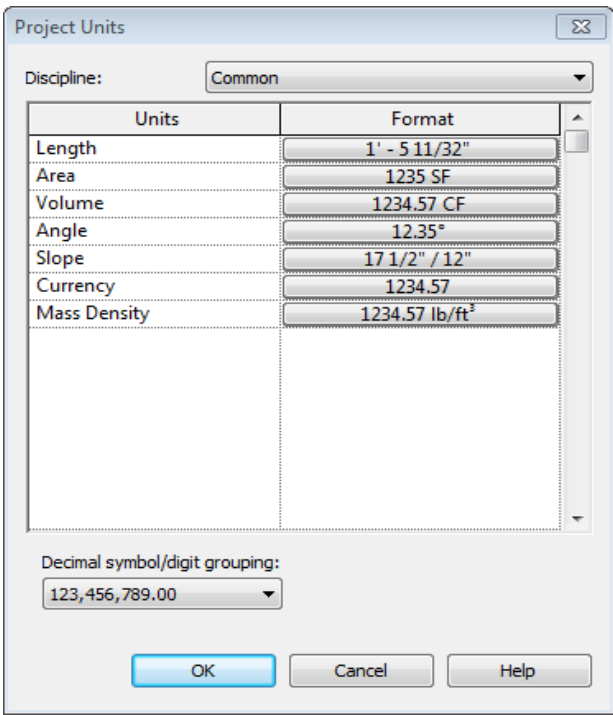 Project Units
Discipline: Common
Units Format
Length 1' - 5 11/32"
Area 1235 SF
Volume 1234.57 CF
Angle 12.35°
Slope 17 1/2" / 12"
Currency 1234.57
Mass Density 1234.57 lb/ft³
Decimal symbol/digit grouping:
123,456,789.00
OK Cancel Help